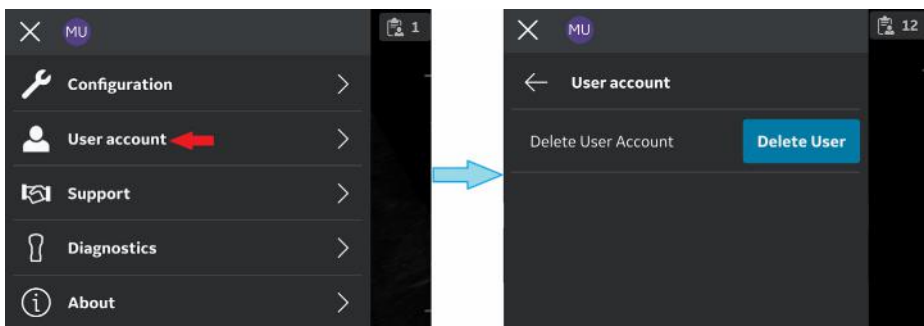 MU
1
Configuration
User account
Support
Diagnostics
About
MU
12
User account
Delete User Account
Delete User